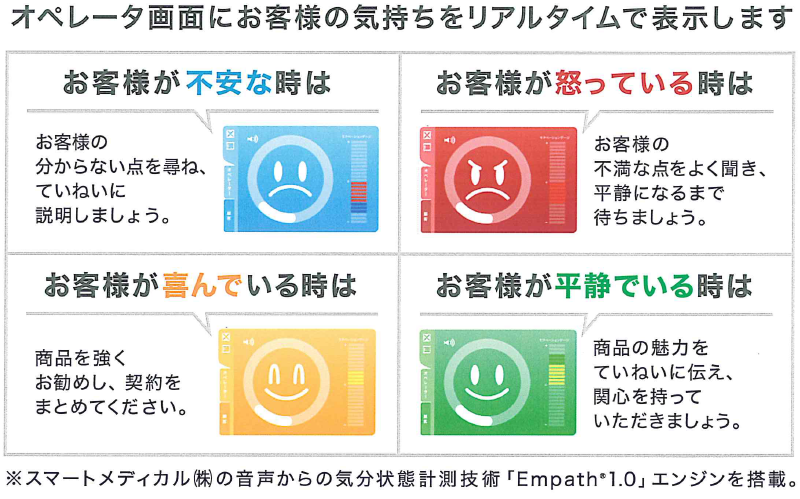 オペレータ画面にお客様の気持ちをリアルタイムで表示します
お客様が不安な時は
お客様の
分からない点を尋ね、
ていねいに
説明しましょう。
お客様が怒っている時は
お客様の
不満な点をよく聞き、
平静になるまで
待ちましょう。
お客様が喜んでいる時は
商品を強く
お勧めし、契約を
まとめてください。
お客様が平静でいる時は
商品の魅力を
ていねいに伝え、
関心を持って
いただきましょう。
※スマートメディカル㈱の音声からの気分状態計測技術「Empath®1.0」エンジンを搭載。